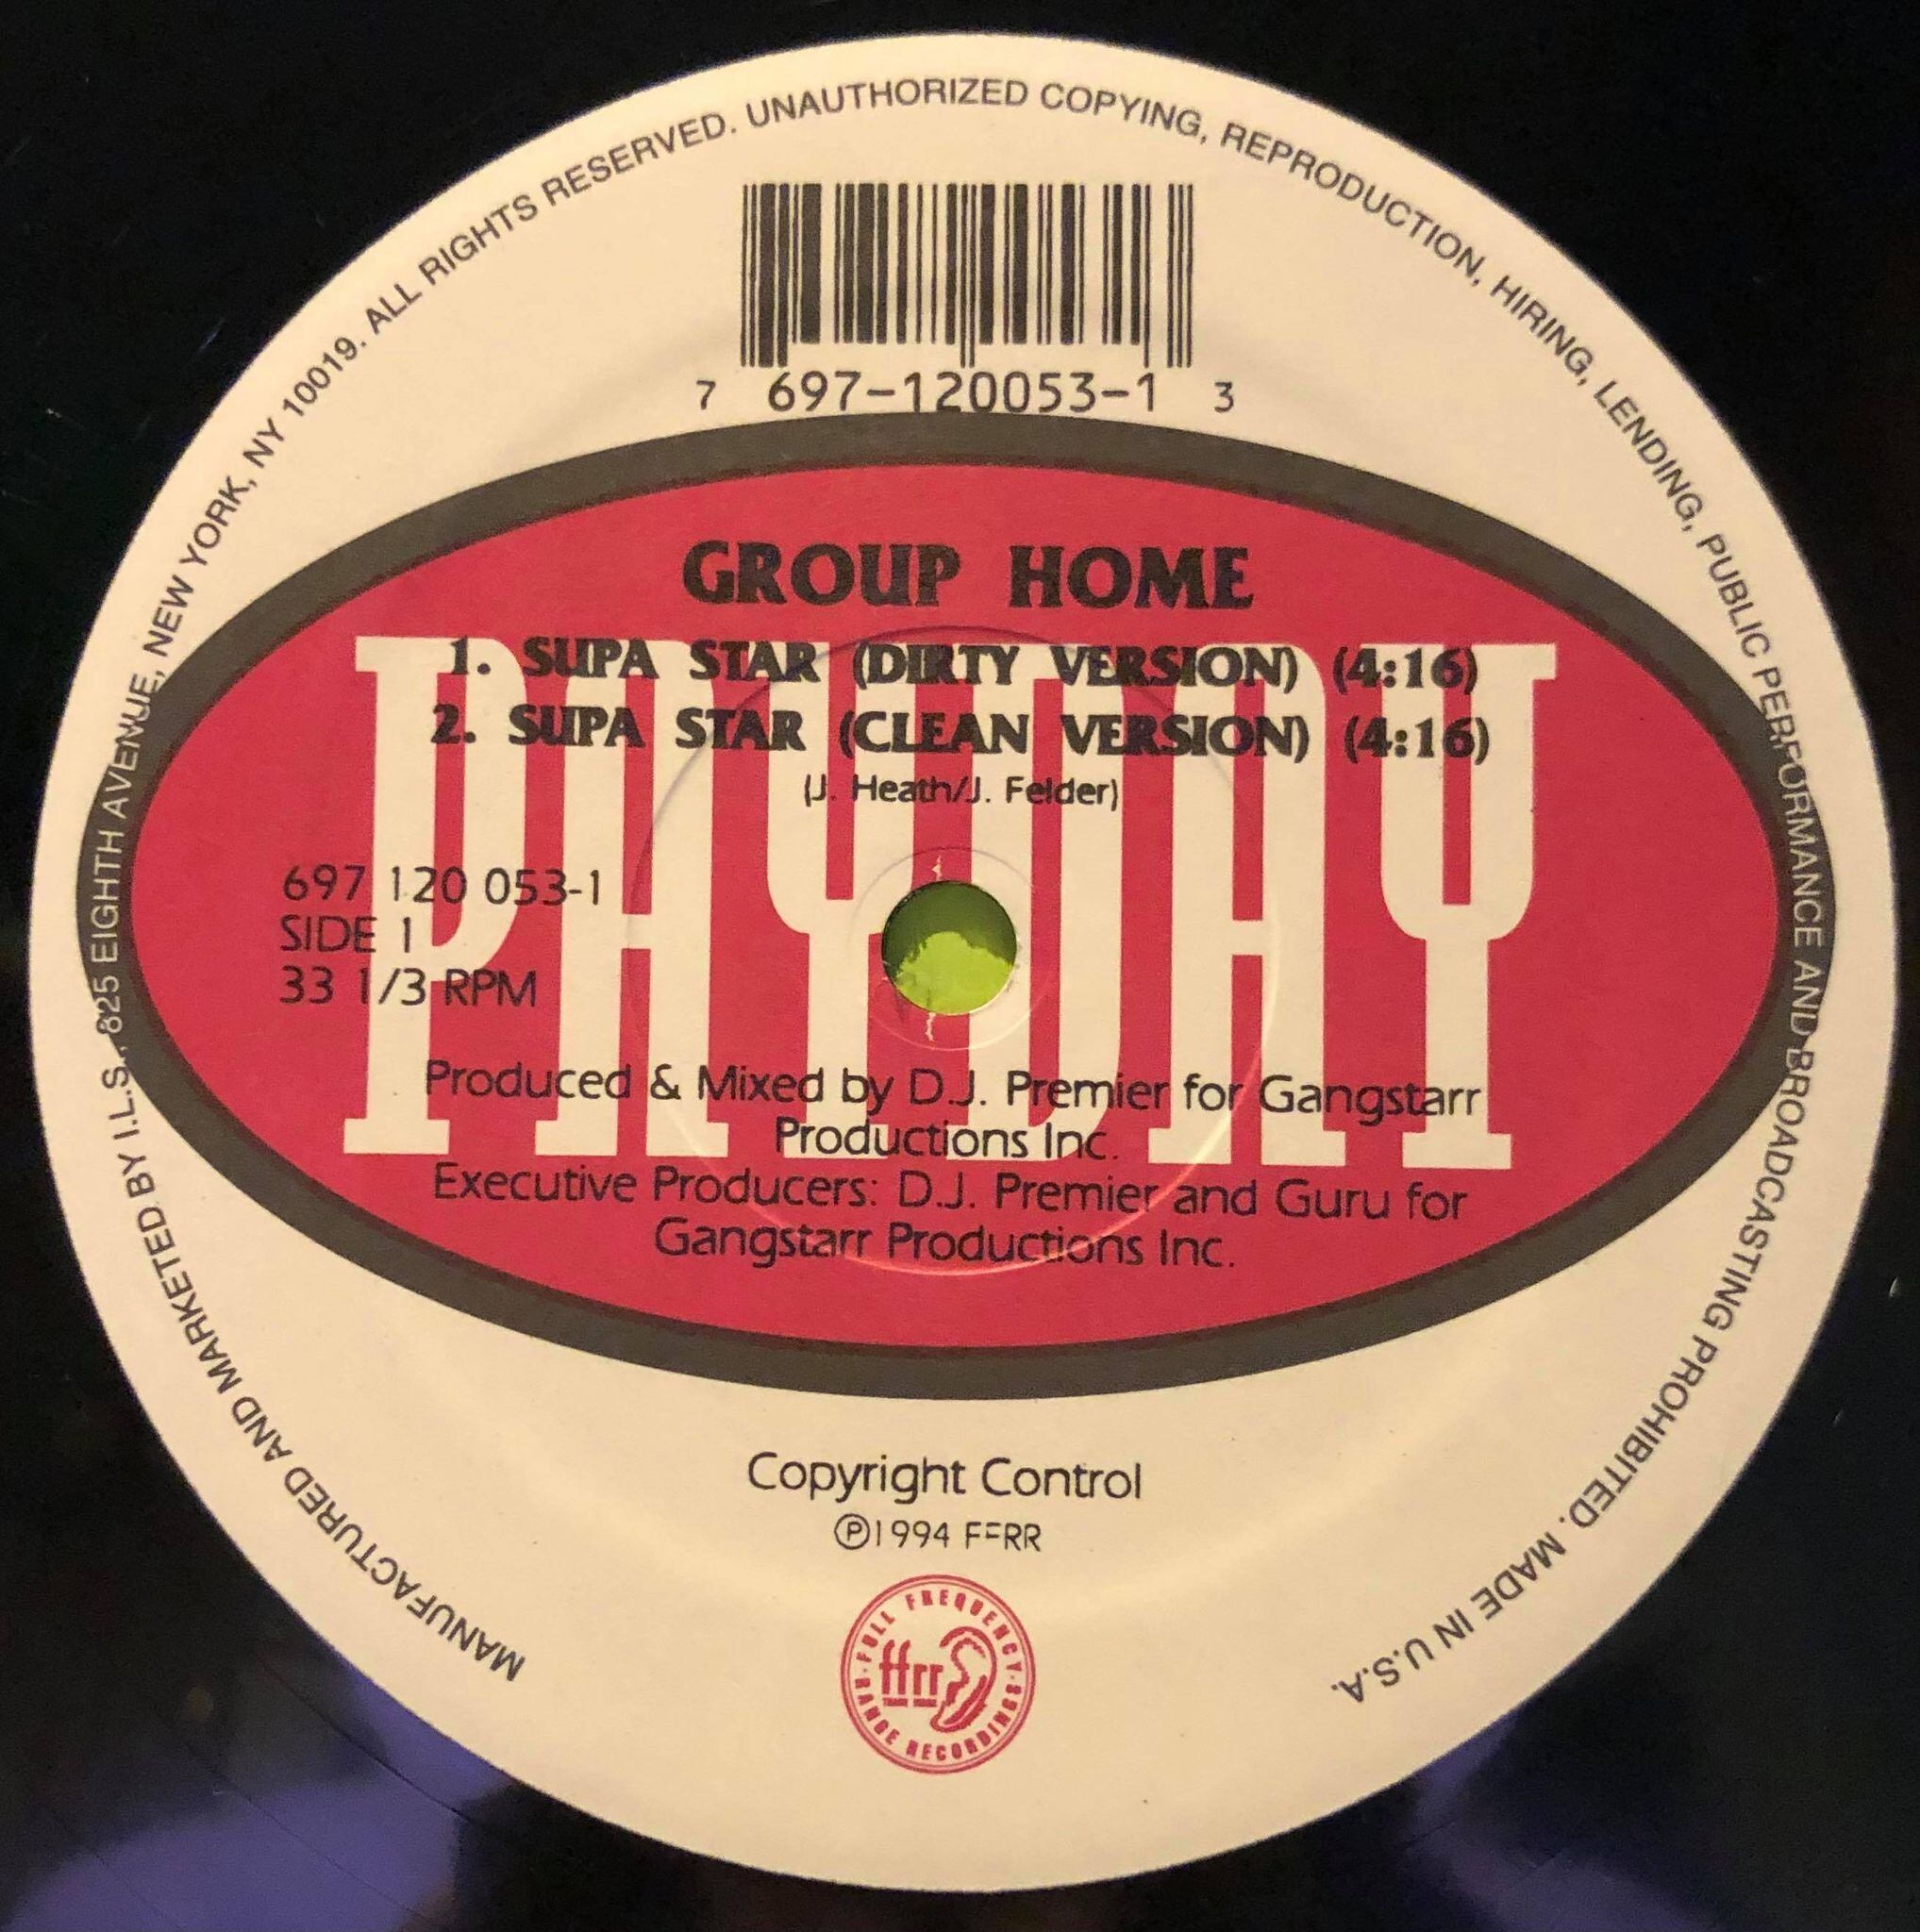 MANUFACTURED AND MARKETED BY I.L.S., 825 EIGHTH AVENUE, NEW YORK, NY 10019. ALL RIGHTS RESERVED. UNAUTHORIZED COPYING, REPRODUCTION, HIRING, LENDING, PUBLIC PERFORMANCE AND BROADCASTING PROHIBITED. MADE IN U.S.A.
7 697-120053-1 3
GROUP HOME
PAYDAY
1. SUPA STAR (DIRTY VERSION) (4:16)
2. SUPA STAR (CLEAN VERSION) (4:16)
(J. Heath/J. Felder)
697 120 053-1
SIDE 1
33 1/3 RPM
Produced & Mixed by D.J. Premier for Gangstarr
Productions Inc.
Executive Producers: D.J. Premier and Guru for
Gangstarr Productions Inc.
Copyright Control
Ⓟ1994 FFRR
FULL FREQUENCY
ffrr
TRADE MARK
RANGE RECORDINGS